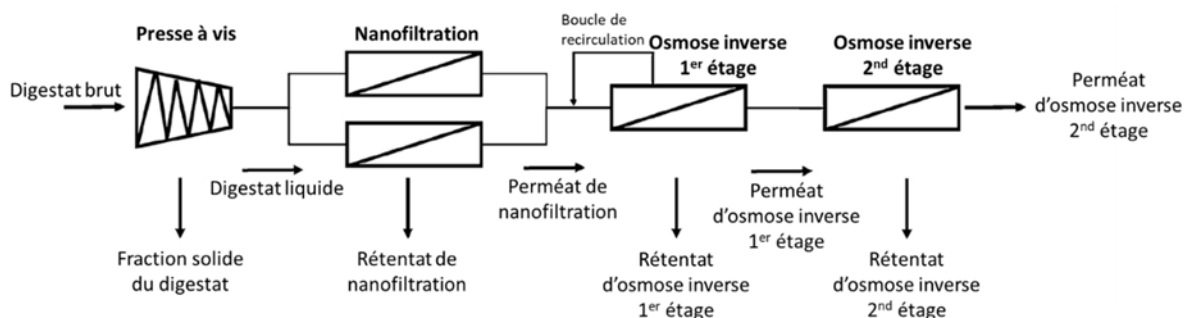 Presse à vis
Nanofiltration
Boucle de
recirculation
Osmose inverse
1er étage
Osmose inverse
2nd étage
Digestat brut
Perméat
d'osmose inverse
2nd étage
Digestat liquide
Perméat de
nanofiltration
Perméat
d'osmose inverse
1er étage
Fraction solide
du digestat
Rétentat de
nanofiltration
Rétentat
d'osmose inverse
1er étage
Rétentat
d'osmose inverse
2nd étage